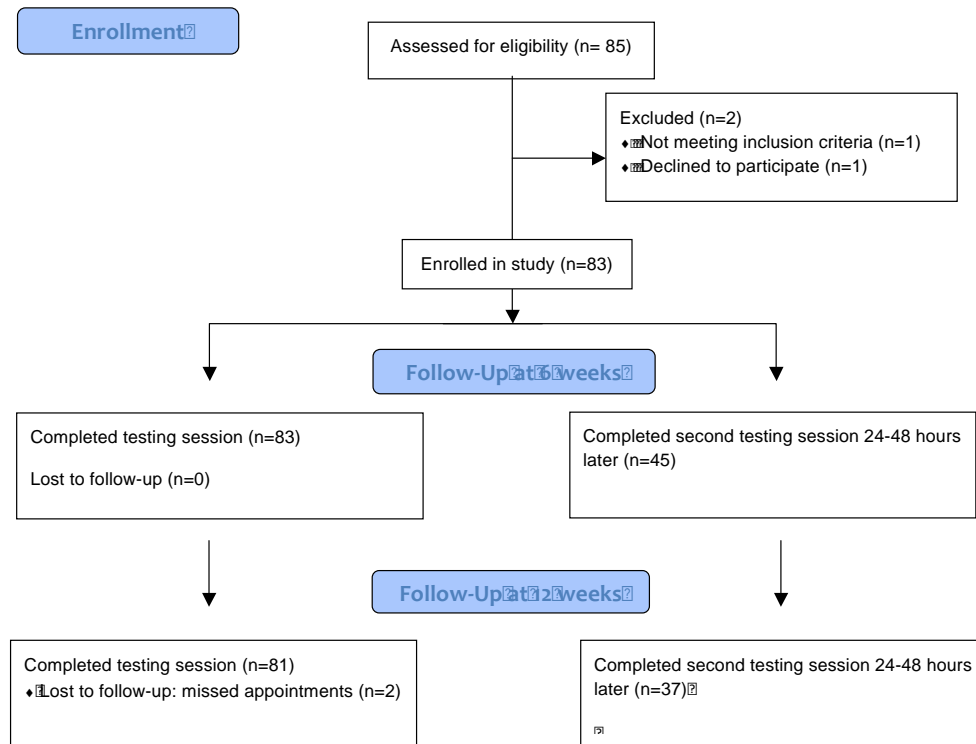 Enrollment
Assessed for eligibility (n= 85)
Excluded (n=2)
♦ Not meeting inclusion criteria (n=1)
♦ Declined to participate (n=1)
Enrolled in study (n=83)
Follow-Up at 6 weeks
Completed testing session (n=83)
Lost to follow-up (n=0)
Completed second testing session 24-48 hours
later (n=45)
Follow-Up at 12 weeks
Completed testing session (n=81)
♦ Lost to follow-up: missed appointments (n=2)
Completed second testing session 24-48 hours
later (n=37)